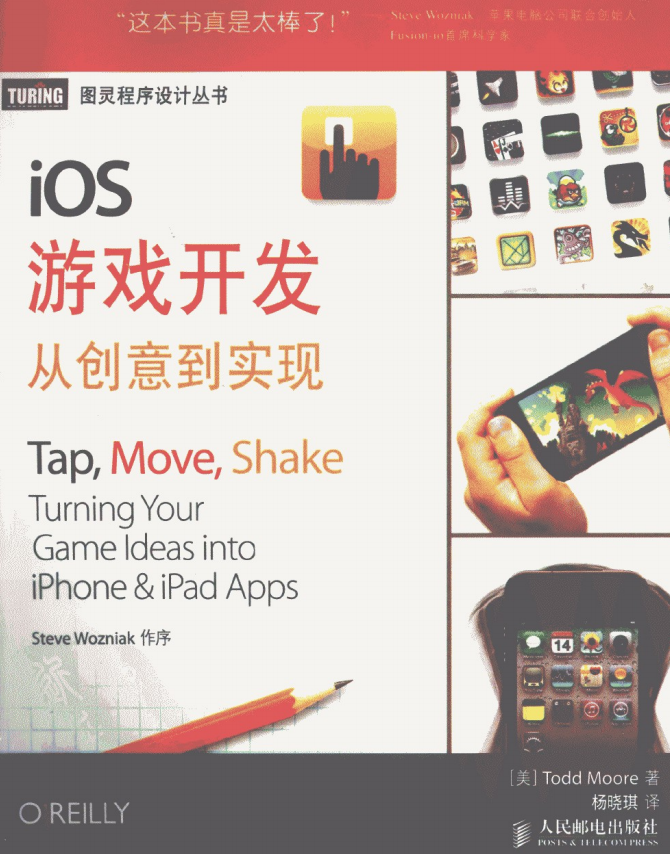 “这本书真是太棒了！”
Steve Wozniak，苹果电脑公司联合创始人
Fusion-io首席科学家
TURING
图灵程序设计丛书
iOS
游戏开发
从创意到实现
Tap, Move, Shake
Turning Your
Game Ideas into
iPhone & iPad Apps
Steve Wozniak 作序
14
[美] Todd Moore 著
杨晓琪 译
O'REILLY
人民邮电出版社
POSTS & TELECOM PRESS